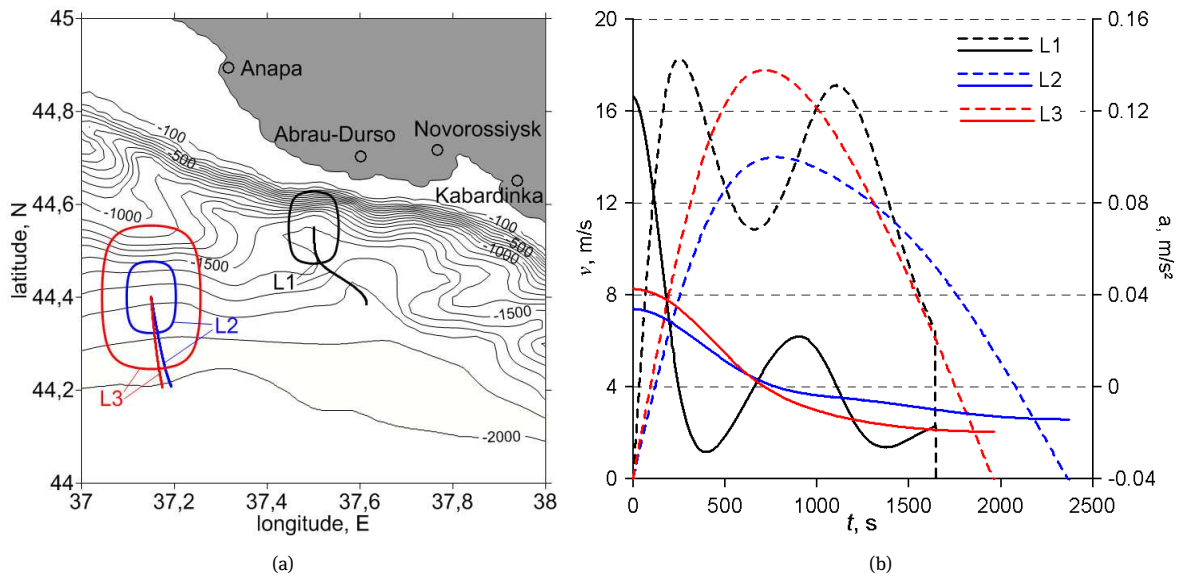 45
44,8
44,6
44,4
44,2
44
37
37,2
37,4
37,6
37,8
38
latitude, N
longitude, E
Anapa
Abrau-Durso
Novorossiysk
Kabardinka
-100
-500
-1000
-1500
-100
-500
-1000
-1500
-2000
L1
L2
L3
(a)
20
16
12
8
4
0
v, m/s
0.16
0.12
0.08
0.04
0
-0.04
a, m/s²
L1
L2
L3
0
500
1000
1500
2000
2500
t, s
(b)